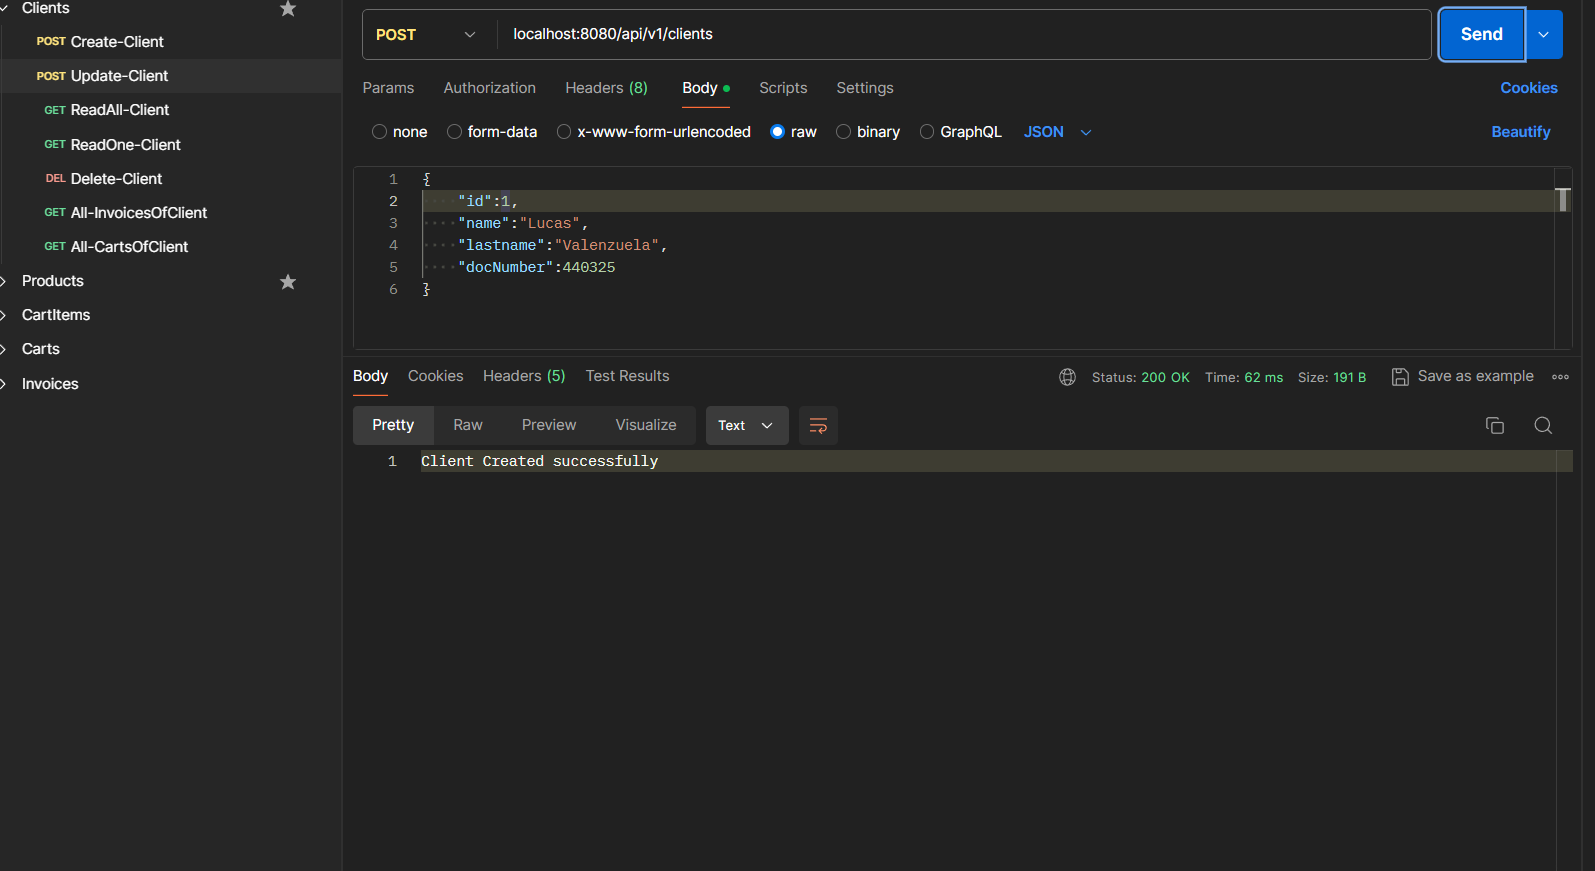 Clients
POST Create-Client
POST Update-Client
GET ReadAll-Client
GET ReadOne-Client
DEL Delete-Client
GET All-InvoicesOfClient
GET All-CartsOfClient
Products
CartItems
Carts
Invoices
POST localhost:8080/api/v1/clients Send
Params Authorization Headers (8) Body Scripts Settings Cookies
none form-data x-www-form-urlencoded raw binary GraphQL JSON Beautify
1 {
2 "id":1,
3 "name":"Lucas",
4 "lastname":"Valenzuela",
5 "docNumber":440325
6 }
Body Cookies Headers (5) Test Results Status: 200 OK Time: 62 ms Size: 191 B Save as example
Pretty Raw Preview Visualize Text
1 Client Created successfully